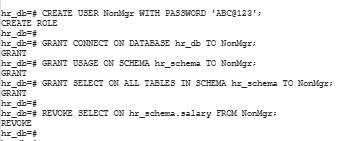 hr_db=# CREATE USER NonMgr WITH PASSWORD 'ABC@123';
CREATE ROLE
hr_db=#
hr_db=# GRANT CONNECT ON DATABASE hr_db TO NonMgr;
GRANT
hr_db=# GRANT USAGE ON SCHEMA hr_schema TO NonMgr;
GRANT
hr_db=# GRANT SELECT ON ALL TABLES IN SCHEMA hr_schema TO NonMgr;
GRANT
hr_db=#
hr_db=# REVOKE SELECT ON hr_schema.salary FROM NonMgr;
REVOKE
hr_db=#